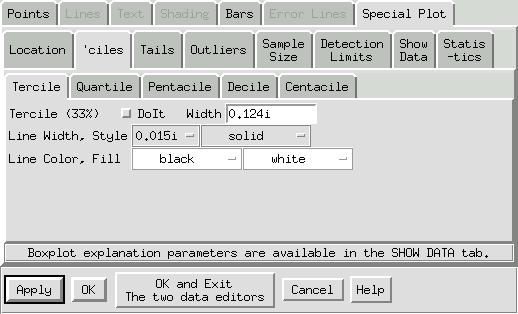 Points Lines Text Shading Bars Error Lines Special Plot
Location 'ciles Tails Outliers Sample Size Detection Limits Show Data Statis-tics
Tercile Quartile Pentacile Decile Centacile
Tercile (33%) DoIt Width 0.124i
Line Width, Style 0.015i solid
Line Color, Fill black white
Boxplot explanation parameters are available in the SHOW DATA tab.
Apply OK OK and Exit The two data editors Cancel Help